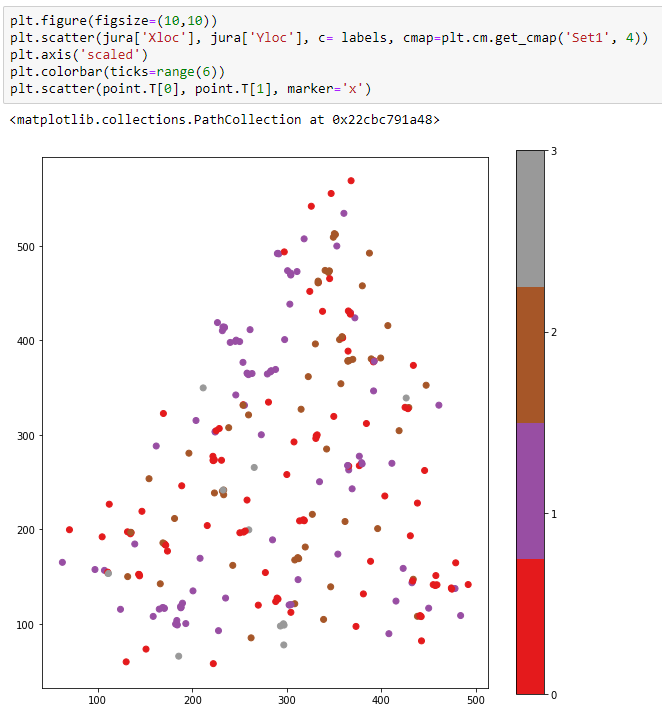 plt.figure(figsize=(10,10))
plt.scatter(jura['Xloc'], jura['Yloc'], c= labels, cmap=plt.cm.get_cmap('Set1', 4))
plt.axis('scaled')
plt.colorbar(ticks=range(6))
plt.scatter(point.T[0], point.T[1], marker='x')
<matplotlib.collections.PathCollection at 0x22cbc791a48>
3
500
400
2
300
200
1
100
0
100 200 300 400 500